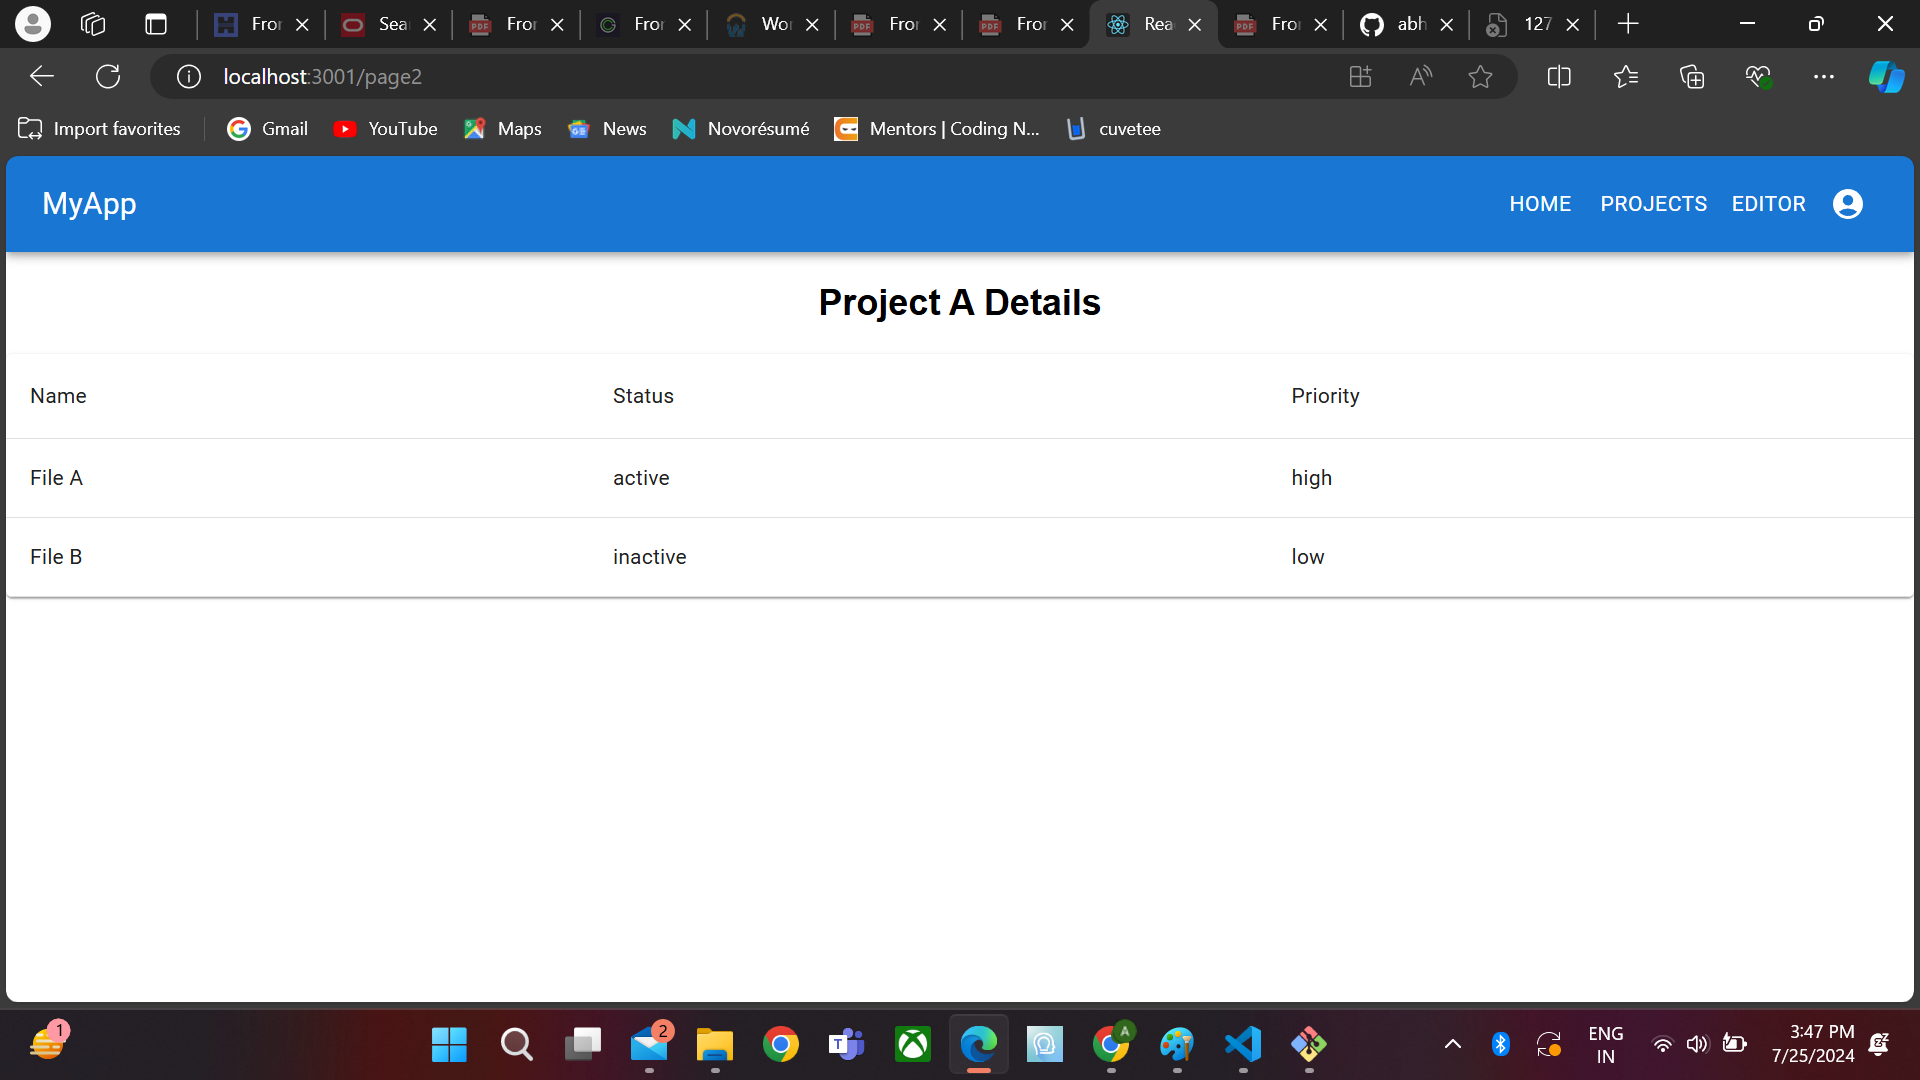 Fror Sea Fror Fror Wor Fror Fror Rea Fro abh 127
localhost:3001/page2
Import favorites Gmail YouTube Maps News Novorésumé Mentors | Coding N... cuvetee
MyApp HOME PROJECTS EDITOR
Project A Details
Name Status Priority
File A active high
File B inactive low
1 2 T A ENG 3:47 PM
IN 7/25/2024